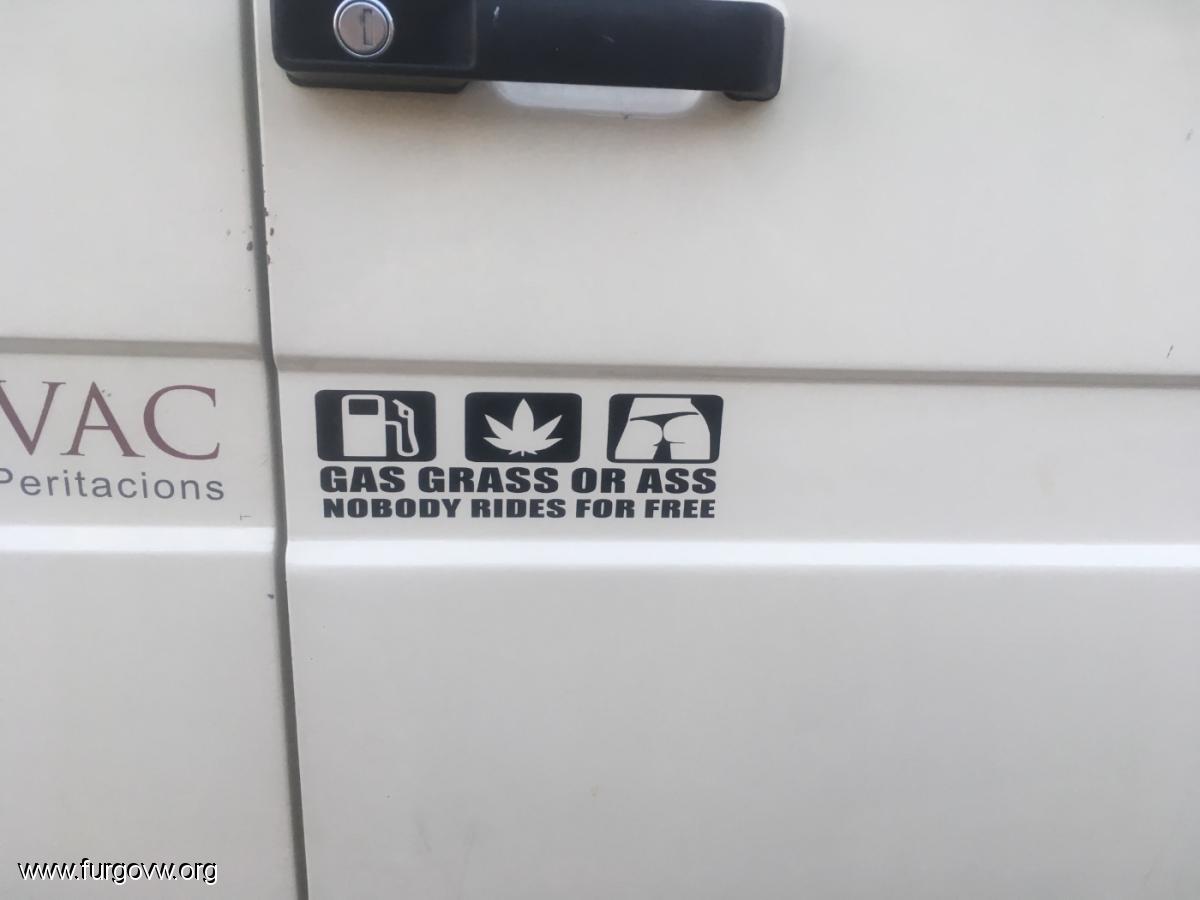 VAC
Peritacions
GAS GRASS OR ASS
NOBODY RIDES FOR FREE
www.furgovw.org